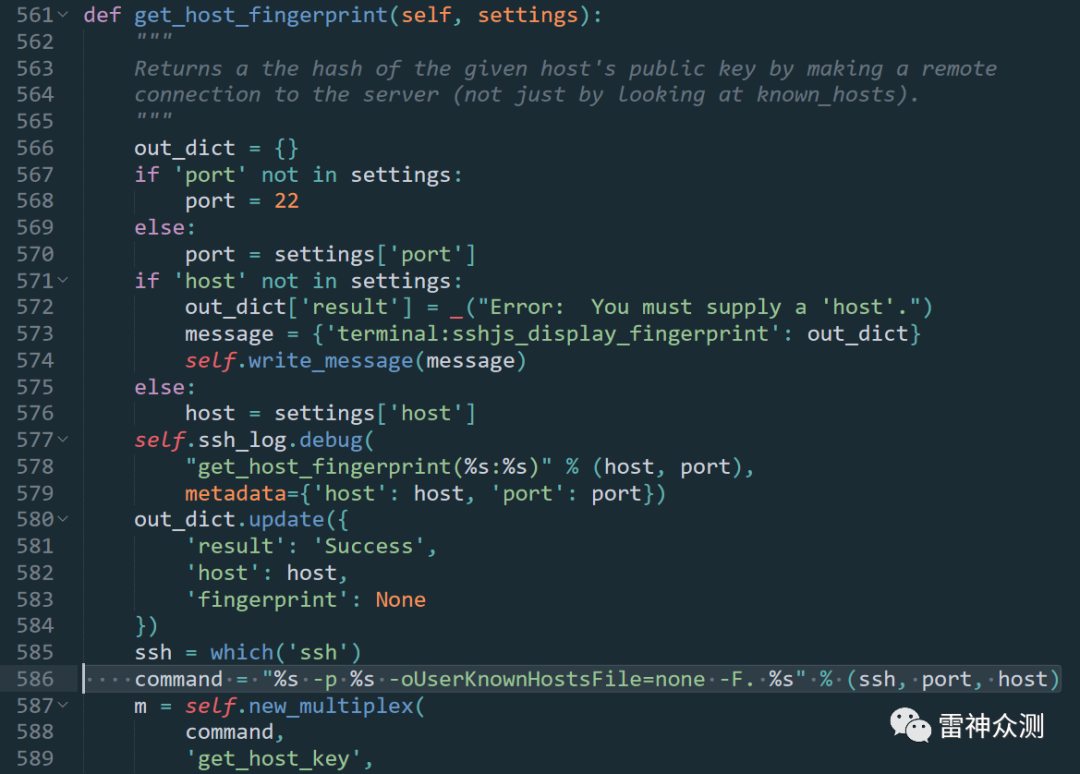 561 def get_host_fingerprint(self, settings):
562     """
563     Returns a the hash of the given host's public key by making a remote
564     connection to the server (not just by looking at known_hosts).
565     """
566     out_dict = {}
567     if 'port' not in settings:
568         port = 22
569     else:
570         port = settings['port']
571     if 'host' not in settings:
572         out_dict['result'] = _("Error:  You must supply a 'host'.")
573         message = {'terminal:sshjs_display_fingerprint': out_dict}
574         self.write_message(message)
575     else:
576         host = settings['host']
577     self.ssh_log.debug(
578         "get_host_fingerprint(%s:%s)" % (host, port),
579         metadata={'host': host, 'port': port})
580     out_dict.update({
581         'result': 'Success',
582         'host': host,
583         'fingerprint': None
584     })
585     ssh = which('ssh')
586     command = "%s -p %s -oUserKnownHostsFile=none -F. %s" % (ssh, port, host)
587     m = self.new_multiplex(
588         command,
589         'get_host_key',
雷神众测